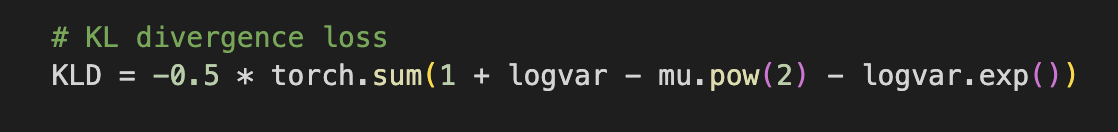 # KL divergence loss
KLD = -0.5 * torch.sum(1 + logvar - mu.pow(2) - logvar.exp())